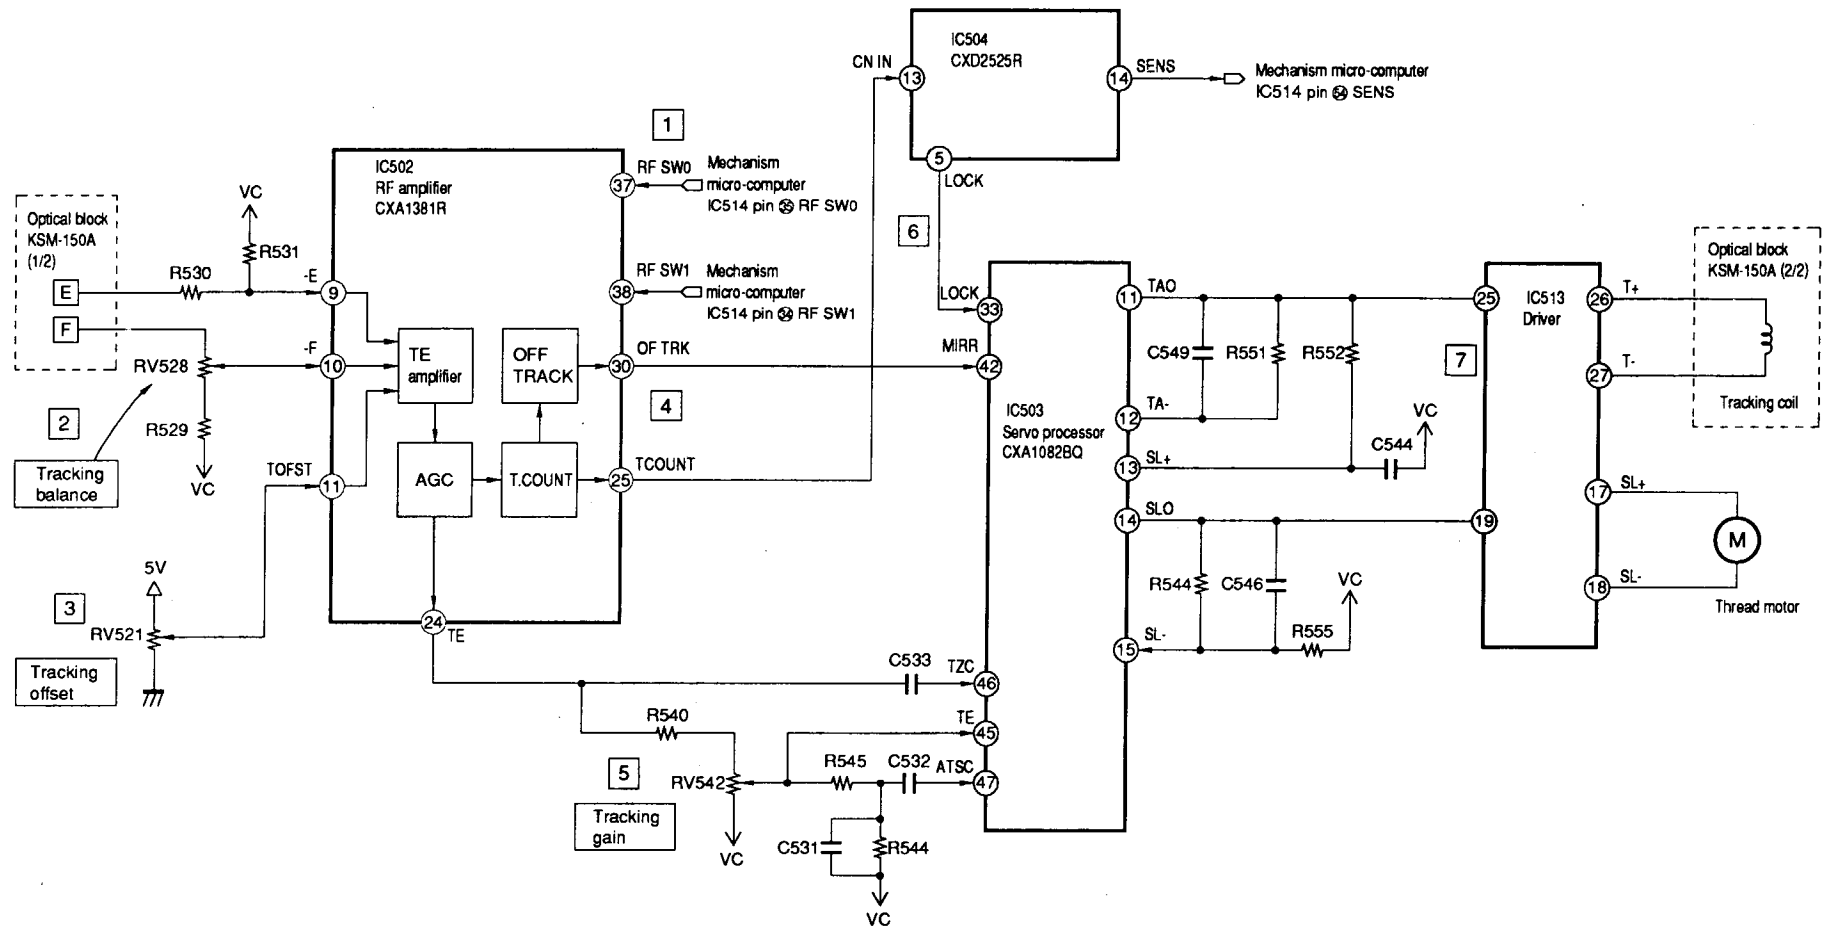 IC504
CXD2525R
CN IN
13
14
SENS
Mechanism micro-computer
IC514 pin 54 SENS
5
LOCK
1
IC502
RF amplifier
CXA1381R
37
RF SW0
Mechanism
micro-computer
IC514 pin 35 RF SW0
38
RF SW1
Mechanism
micro-computer
IC514 pin 34 RF SW1
VC
R531
Optical block
KSM-150A
(1/2)
E
F
R530
-E
9
-F
10
RV528
R529
VC
2
Tracking
balance
TOFST
11
TE
amplifier
OFF
TRACK
AGC
T.COUNT
30
OF TRK
4
25
TCOUNT
24
TE
5V
3
RV521
Tracking
offset
6
LOCK
33
MIRR
42
IC503
Servo processor
CXA1082BQ
11
TAO
12
TA-
13
SL+
14
SLO
15
SL-
C549
R551
R552
C544
VC
R544
C546
R555
VC
7
25
19
IC513
Driver
26
T+
27
T-
17
SL+
18
SL-
Optical block
KSM-150A (2/2)
Tracking coil
M
Thread motor
C533
TZC
46
R540
TE
45
5
RV542
R545
C532
ATSC
47
Tracking
gain
VC
C531
R544
VC